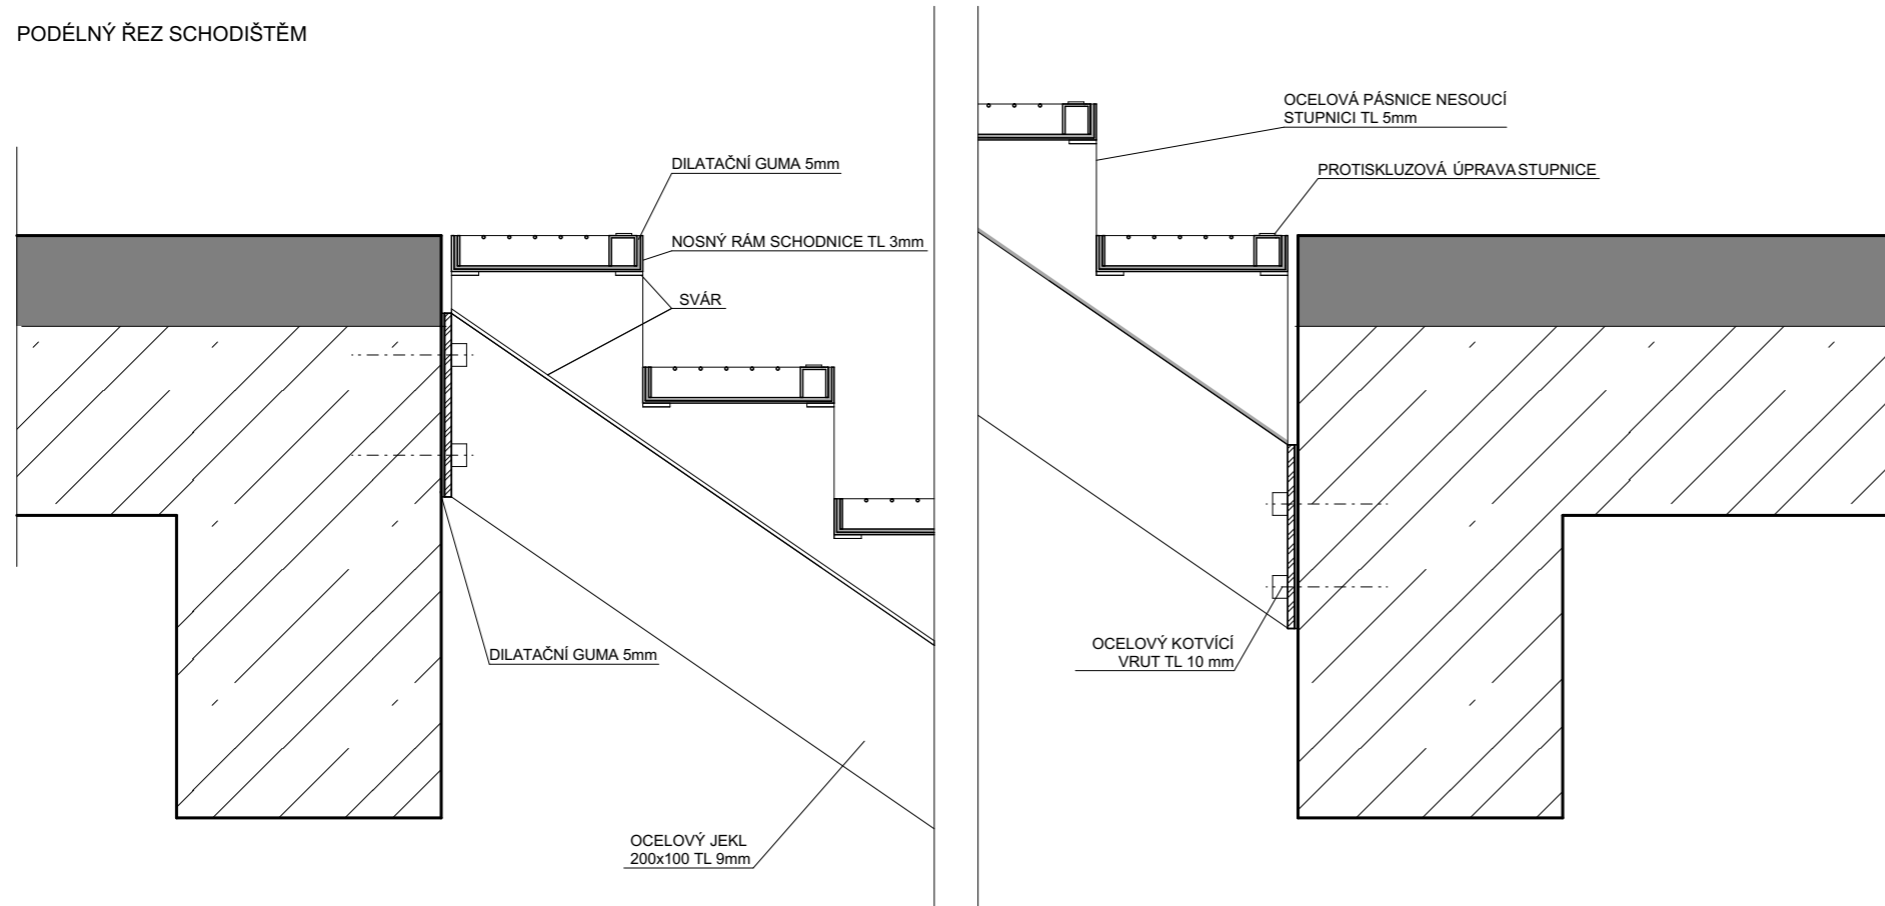 PODÉLNÝ ŘEZ SCHODIŠTĚM
OCELOVÁ PÁSNICE NESOUCÍ
STUPNICI TL 5mm
DILATAČNÍ GUMA 5mm
PROTISKLUZOVÁ ÚPRAVA STUPNICE
NOSNÝ RÁM SCHODNICE TL 3mm
SVÁR
DILATAČNÍ GUMA 5mm
OCELOVÝ KOTVÍCÍ
VRUT TL 10 mm
OCELOVÝ JEKL
200x100 TL 9mm